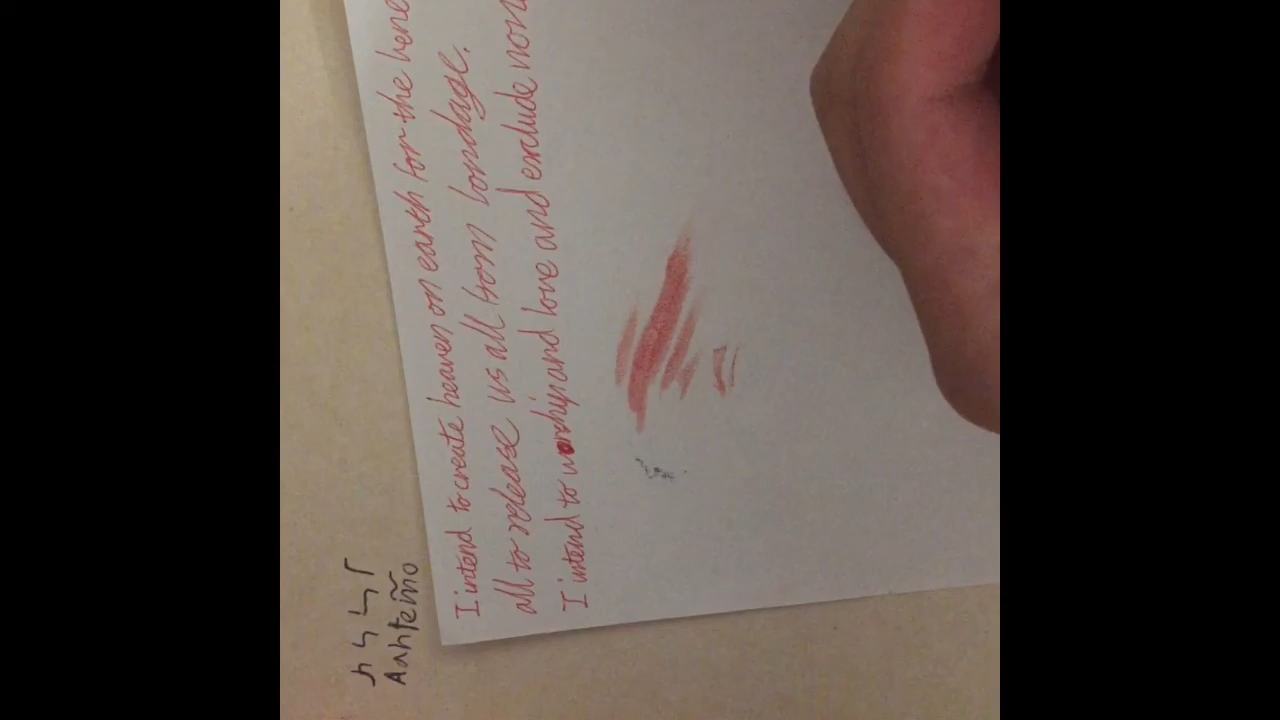 I intend to create heaven on earth for the bene
all to release us all from bondage.
I intend to worship and love and exclude non
Aahteño